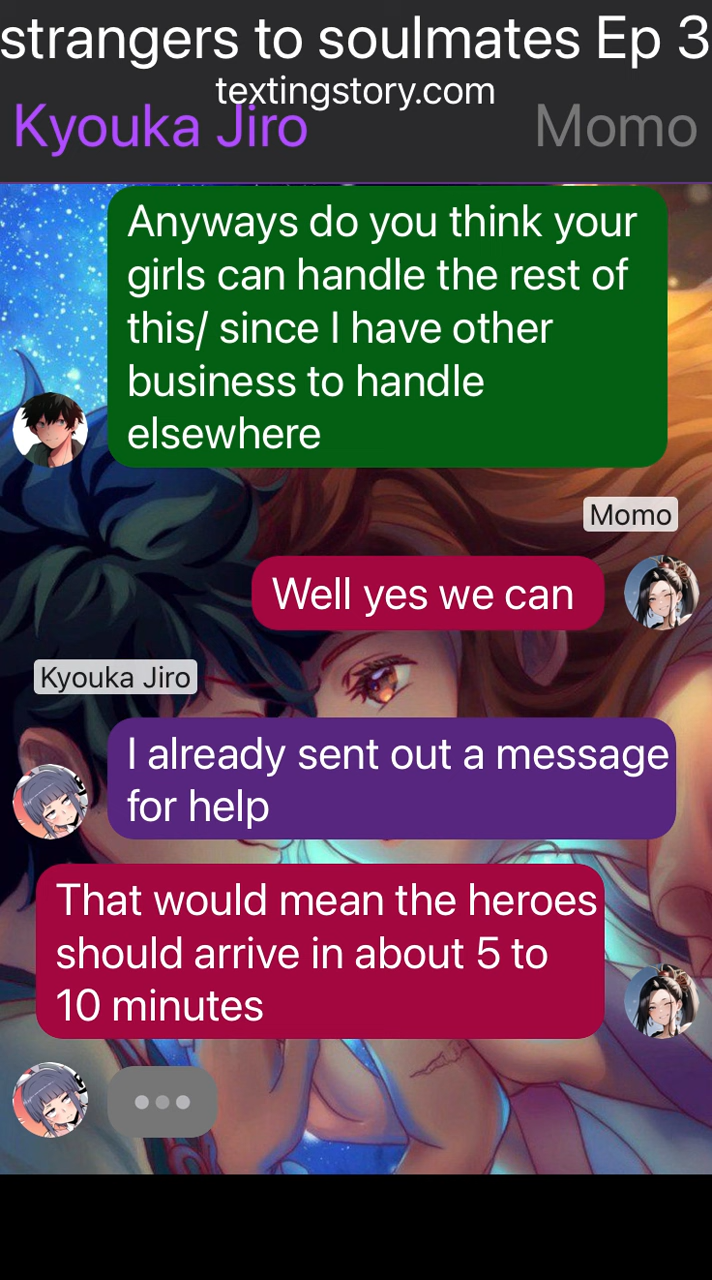 strangers to soulmates Ep 3
textingstory.com
Kyouka Jiro
Momo
Anyways do you think your
girls can handle the rest of
this/ since I have other
business to handle
elsewhere
Momo
Well yes we can
Kyouka Jiro
I already sent out a message
for help
That would mean the heroes
should arrive in about 5 to
10 minutes